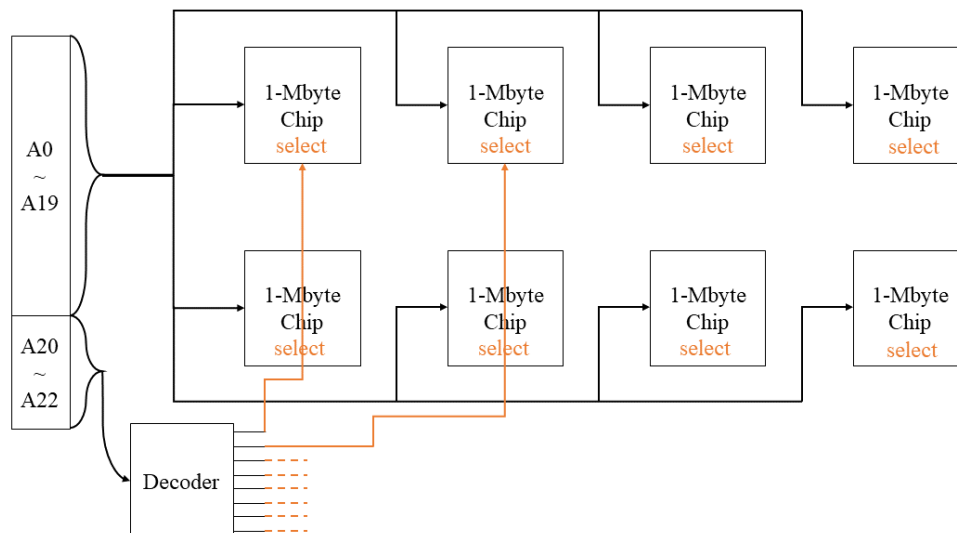 1-Mbyte
Chip
select
1-Mbyte
Chip
select
1-Mbyte
Chip
select
1-Mbyte
Chip
select
A0
~
A19
1-Mbyte
Chip
select
1-Mbyte
Chip
select
1-Mbyte
Chip
select
1-Mbyte
Chip
select
A20
~
A22
Decoder